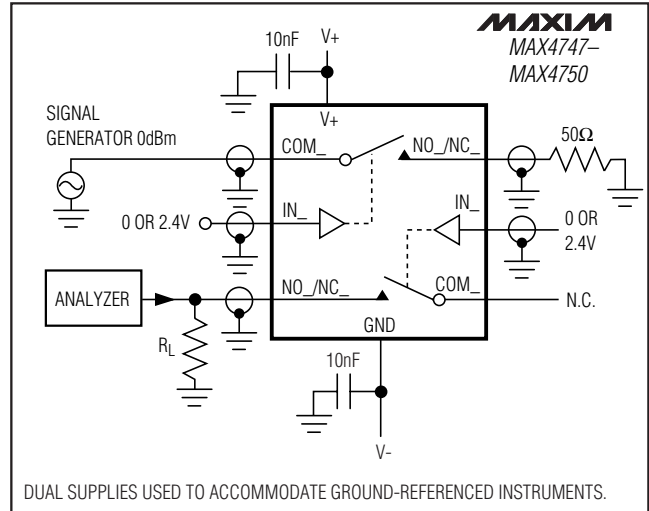 MAXIM
MAX4747–
MAX4750
10nF
V+
V+
SIGNAL
GENERATOR 0dBm
COM_
NO_/NC_
50Ω
IN_
IN_
0 OR 2.4V
0 OR
2.4V
ANALYZER
NO_/NC_
COM_
N.C.
GND
RL
10nF
V-
DUAL SUPPLIES USED TO ACCOMMODATE GROUND-REFERENCED INSTRUMENTS.